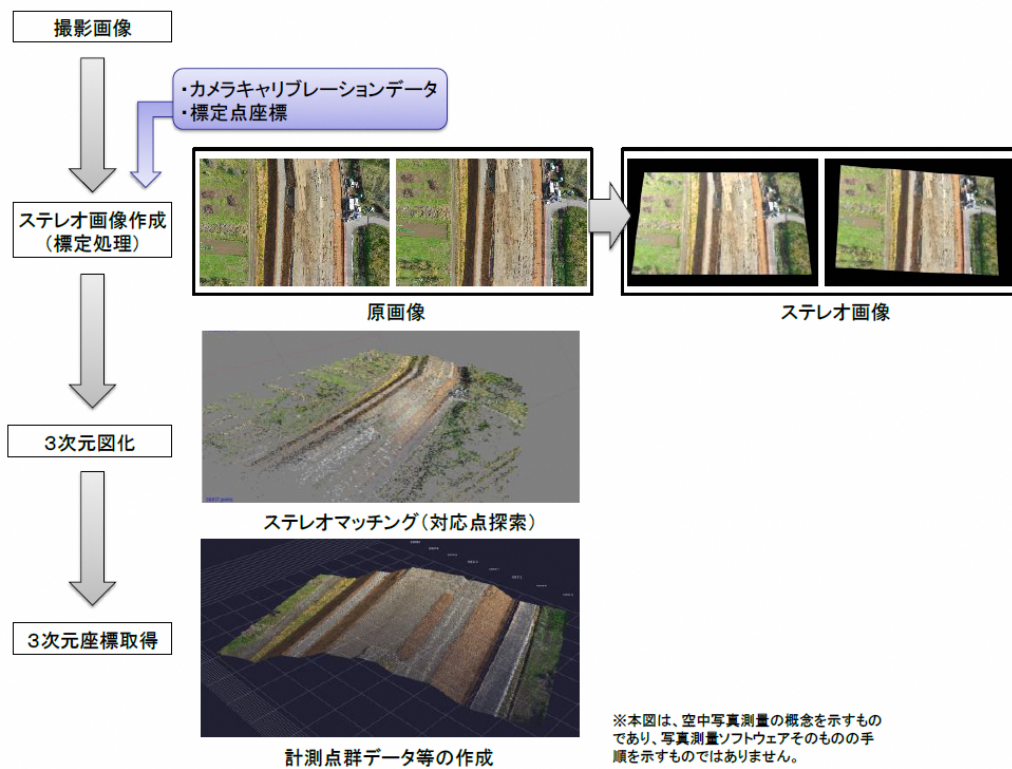 撮影画像
・カメラキャリブレーションデータ
・標定点座標
ステレオ画像作成
(標定処理)
原画像
ステレオ画像
3次元図化
ステレオマッチング(対応点探索)
3次元座標取得
計測点群データ等の作成
※本図は、空中写真測量の概念を示すもの
であり、写真測量ソフトウェアそのものの手
順を示すものではありません。